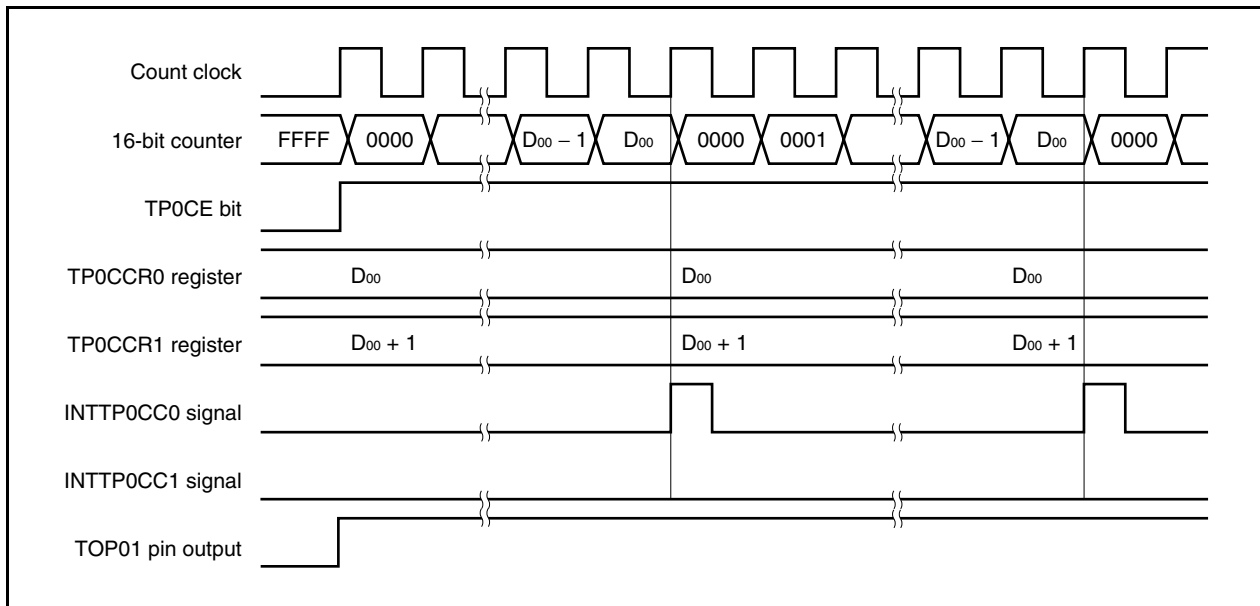 Count clock
16-bit counter FFFF 0000 D00 − 1 D00 0000 0001 D00 − 1 D00 0000
TP0CE bit
TP0CCR0 register D00 D00 D00
TP0CCR1 register D00 + 1 D00 + 1 D00 + 1
INTTP0CC0 signal
INTTP0CC1 signal
TOP01 pin output